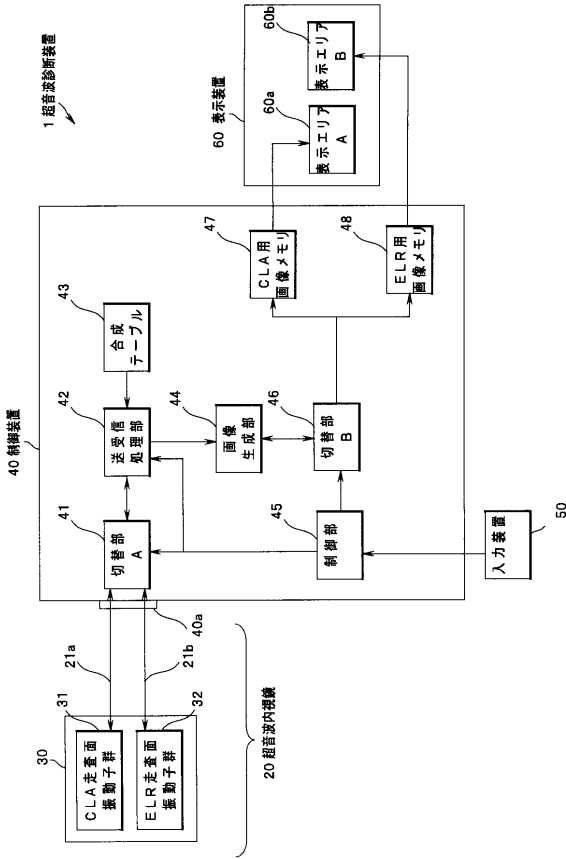 1 超音波診断装置
40 制御装置
60 表示装置
60a
表示エリア
A
60b
表示エリア
B
43
合成
テーブル
42
送受信
処理部
41
切替部
A
44
画像
生成部
46
切替部
B
45
制御部
47
CLA用
画像メモリ
48
ELR用
画像メモリ
50
入力装置
40a
21a
21b
30
31
CLA走査面
振動子群
32
ELR走査面
振動子群
20 超音波内視鏡